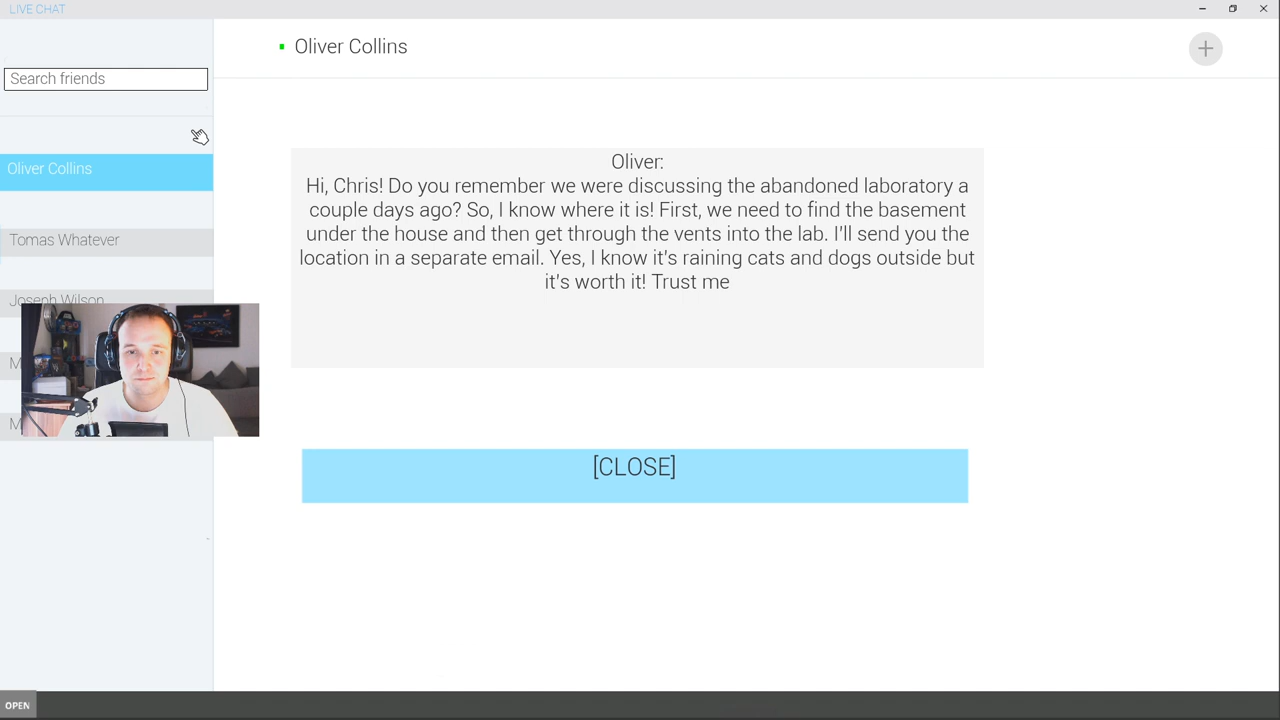 LIVE CHAT
Oliver Collins
Search friends
Oliver Collins
Tomas Whatever
Joseph Wilson
M
M
Oliver:
Hi, Chris! Do you remember we were discussing the abandoned laboratory a
couple days ago? So, I know where it is! First, we need to find the basement
under the house and then get through the vents into the lab. I'll send you the
location in a separate email. Yes, I know it's raining cats and dogs outside but
it's worth it! Trust me
[CLOSE]
OPEN